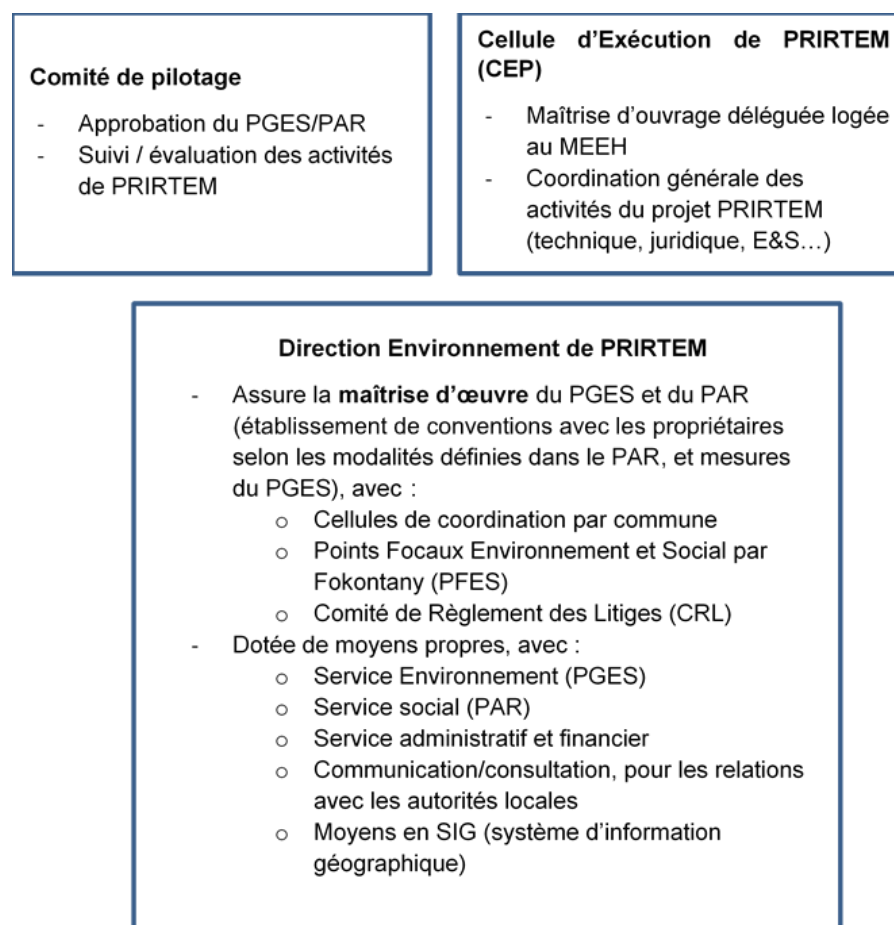 Comité de pilotage
- Approbation du PGES/PAR
- Suivi / évaluation des activités
de PRIRTEM
Cellule d'Exécution de PRIRTEM
(CEP)
- Maîtrise d'ouvrage déléguée logée
au MEEH
- Coordination générale des
activités du projet PRIRTEM
(technique, juridique, E&S…)
Direction Environnement de PRIRTEM
- Assure la maîtrise d'œuvre du PGES et du PAR
(établissement de conventions avec les propriétaires
selon les modalités définies dans le PAR, et mesures
du PGES), avec :
o Cellules de coordination par commune
o Points Focaux Environnement et Social par
Fokontany (PFES)
o Comité de Règlement des Litiges (CRL)
- Dotée de moyens propres, avec :
o Service Environnement (PGES)
o Service social (PAR)
o Service administratif et financier
o Communication/consultation, pour les relations
avec les autorités locales
o Moyens en SIG (système d'information
géographique)